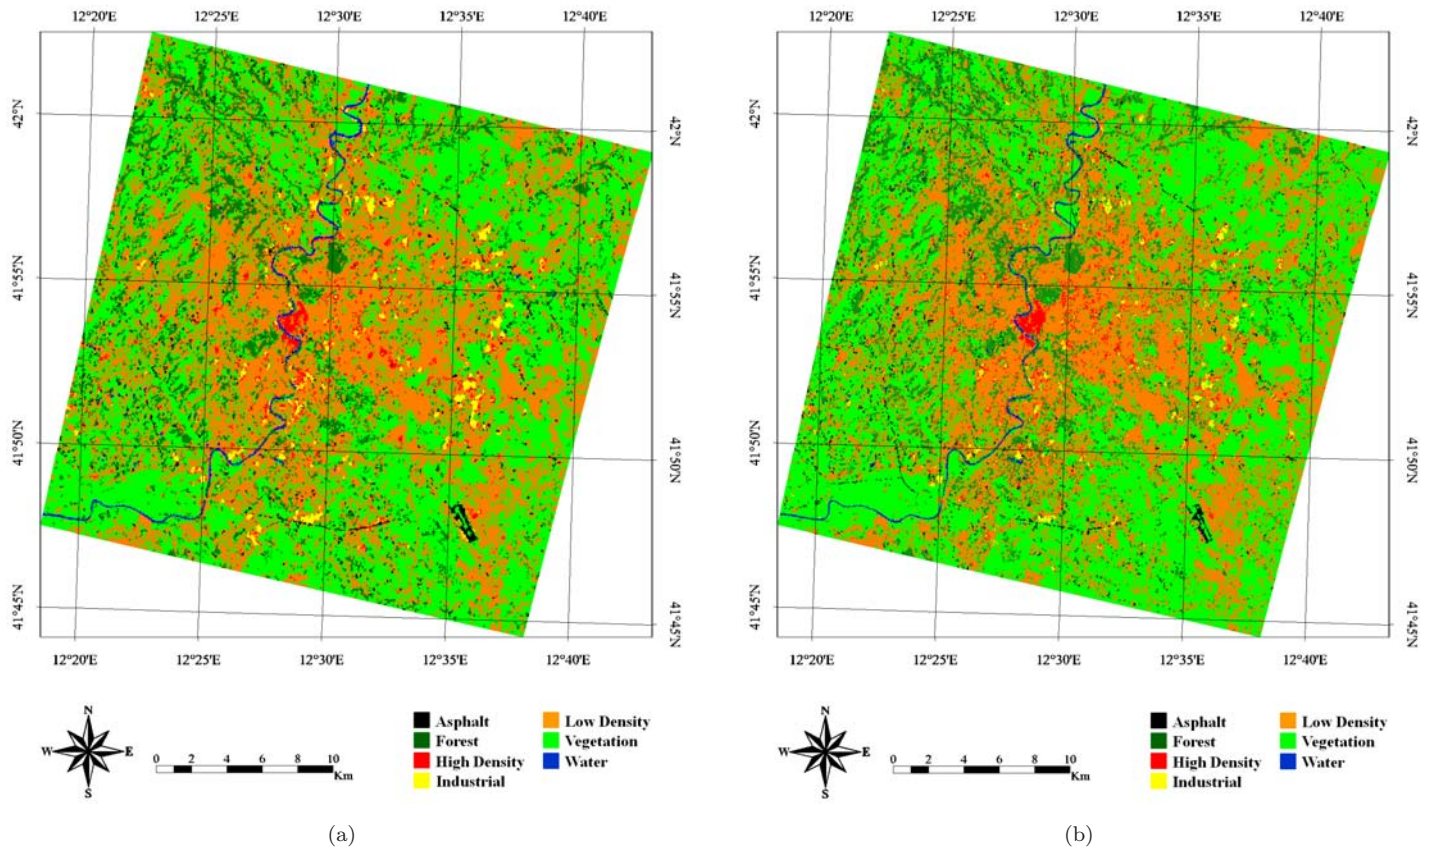 12°20'E 12°25'E 12°30'E 12°35'E 12°40'E
42°N 42°N
41°55'N 41°55'N
41°50'N 41°50'N
41°45'N 41°45'N
12°20'E 12°25'E 12°30'E 12°35'E 12°40'E
N
W E
S
0 2 4 6 8 10
Km
Asphalt Low Density
Forest Vegetation
High Density Water
Industrial
(a)
12°20'E 12°25'E 12°30'E 12°35'E 12°40'E
42°N 42°N
41°55'N 41°55'N
41°50'N 41°50'N
41°45'N 41°45'N
12°20'E 12°25'E 12°30'E 12°35'E 12°40'E
N
W E
S
0 2 4 6 8 10
Km
Asphalt Low Density
Forest Vegetation
High Density Water
Industrial
(b)